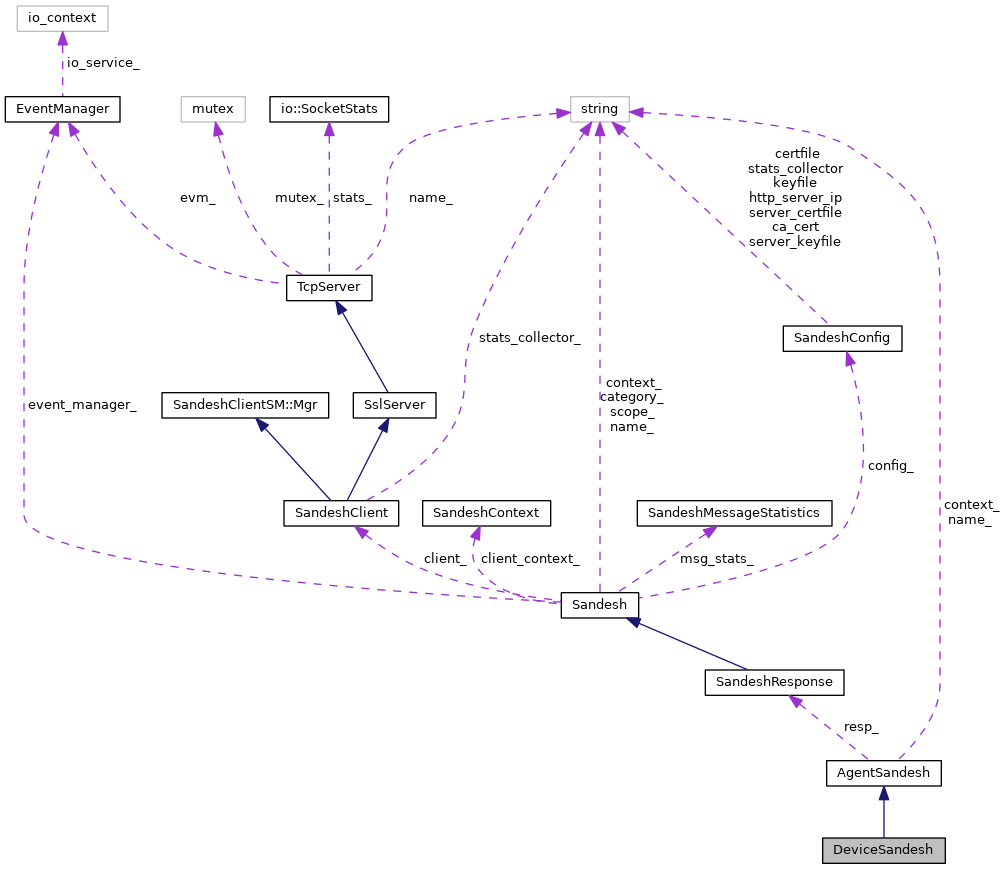 io_context
io_service_
EventManager
mutex
io::SocketStats
string
certfile
stats_collector
keyfile
http_server_ip
server_certfile
ca_cert
server_keyfile
evm_
mutex_
stats_
name_
TcpServer
SandeshConfig
stats_collector_
event_manager_
SandeshClientSM::Mgr
SslServer
context_
category_
scope_
name_
config_
SandeshClient
SandeshContext
SandeshMessageStatistics
context_
name_
client_
client_context_
msg_stats_
Sandesh
SandeshResponse
resp_
AgentSandesh
DeviceSandesh